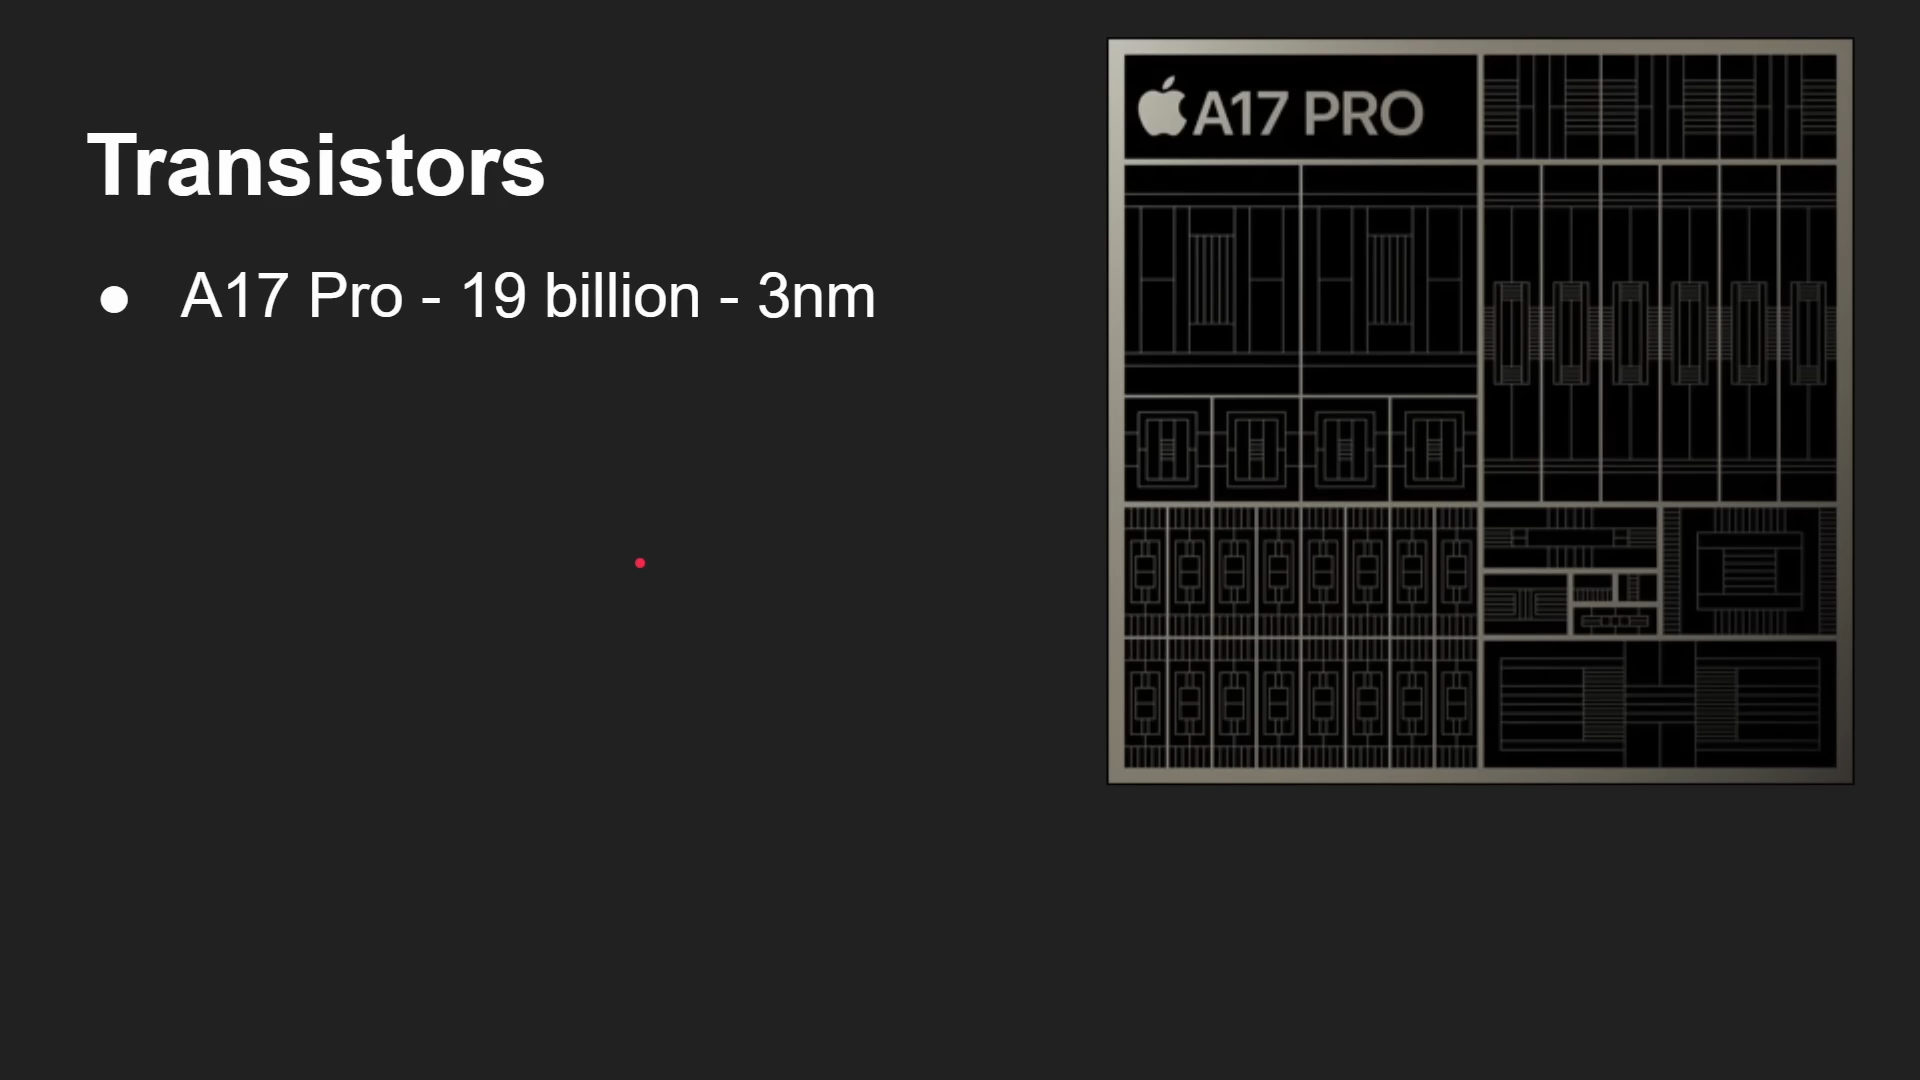 Transistors
● A17 Pro - 19 billion - 3nm
A17 PRO